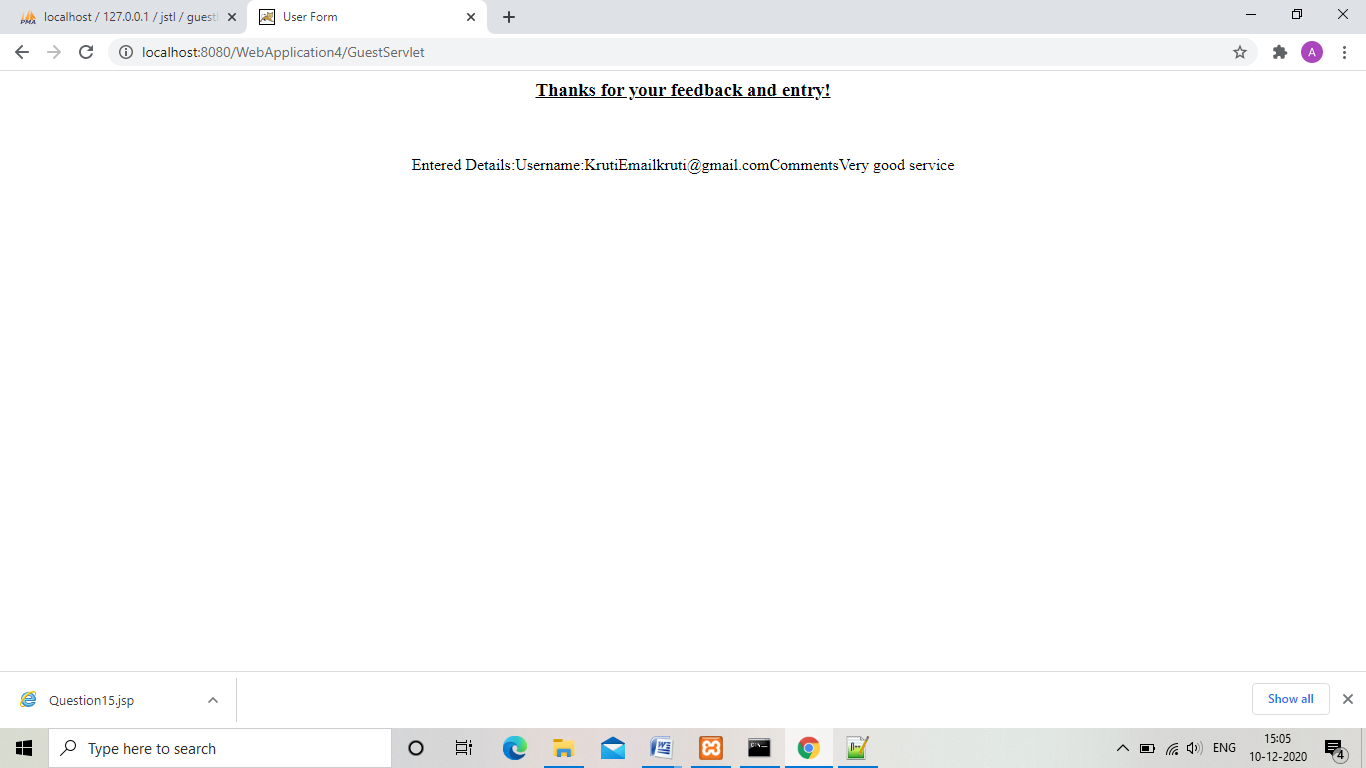 localhost / 127.0.0.1 / jstl / guest
User Form
localhost:8080/WebApplication4/GuestServlet
A
Thanks for your feedback and entry!
Entered Details:Username:KrutiEmailkruti@gmail.comCommentsVery good service
Question15.jsp
Show all
Type here to search
ENG
15:05
10-12-2020
4